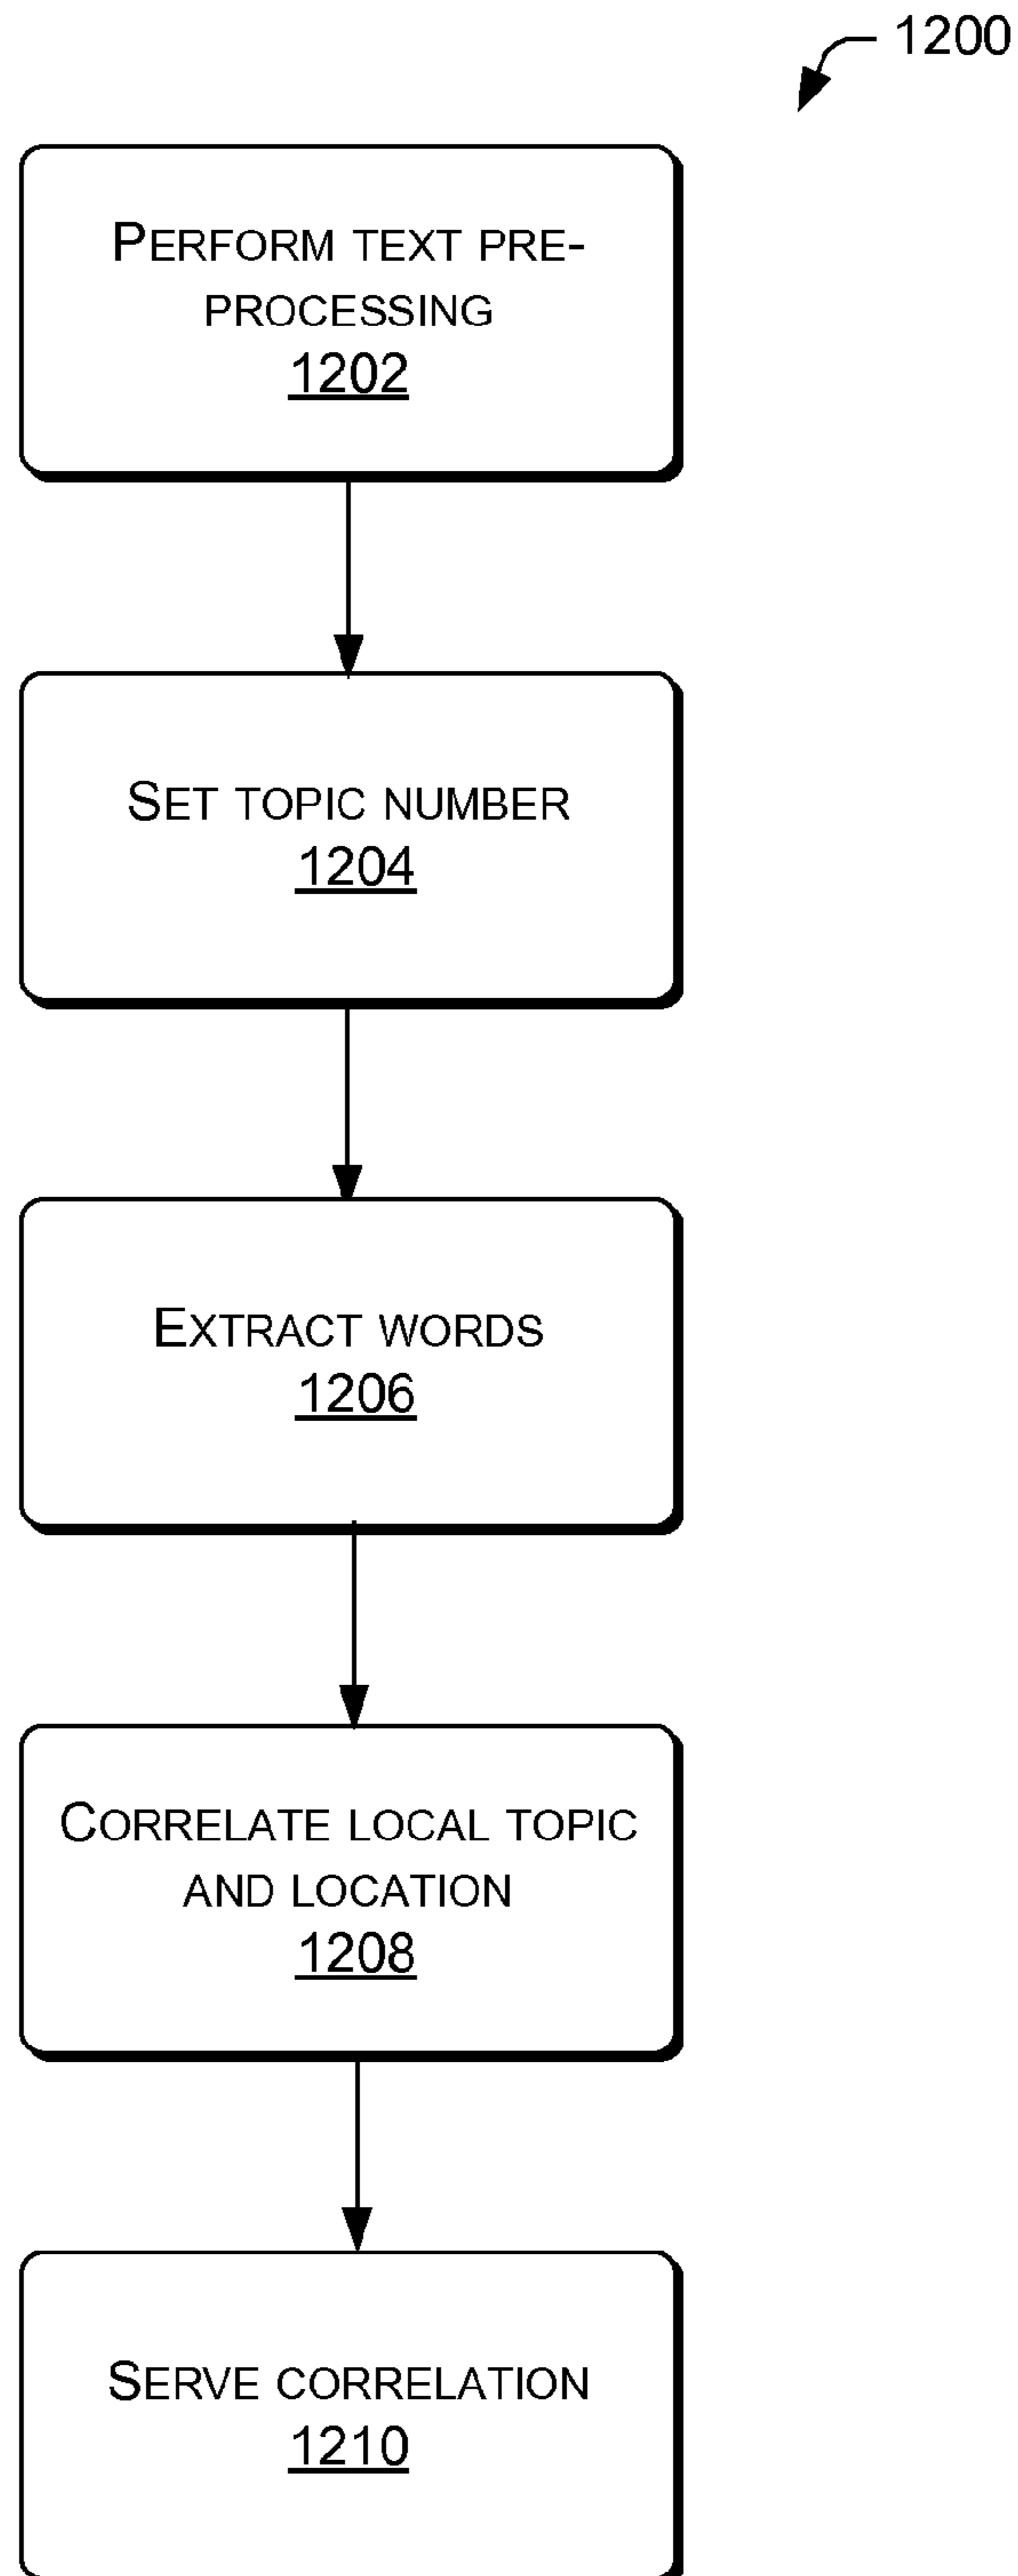 1200
PERFORM TEXT PRE-
PROCESSING
1202
SET TOPIC NUMBER
1204
EXTRACT WORDS
1206
CORRELATE LOCAL TOPIC
AND LOCATION
1208
SERVE CORRELATION
1210